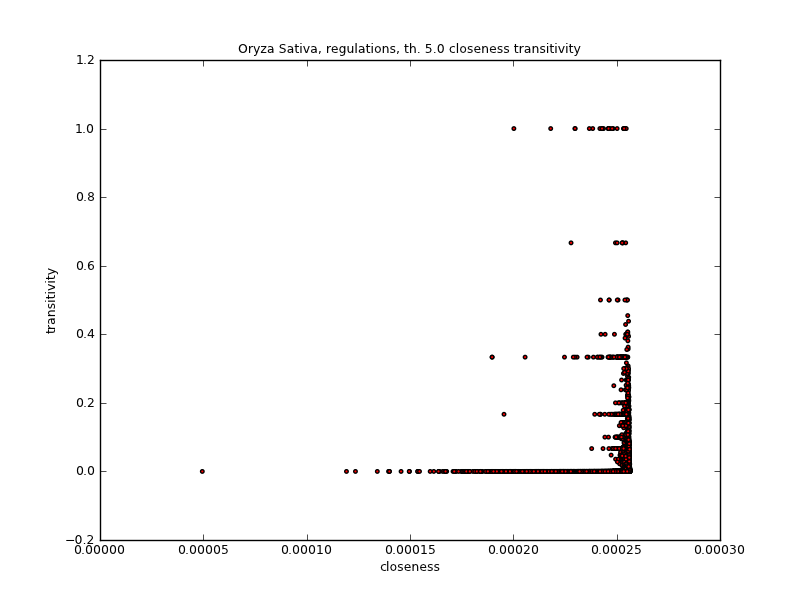 Oryza Sativa, regulations, th. 5.0 closeness transitivity
1.2
1.0
0.8
0.6
0.4
0.2
0.0
−0.2
transitivity
0.00000 0.00005 0.00010 0.00015 0.00020 0.00025 0.00030
closeness